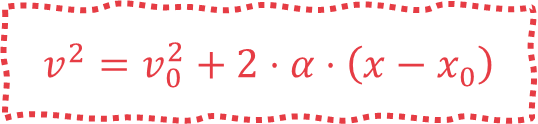 v² = v₀² + 2 · α · (x − x₀)